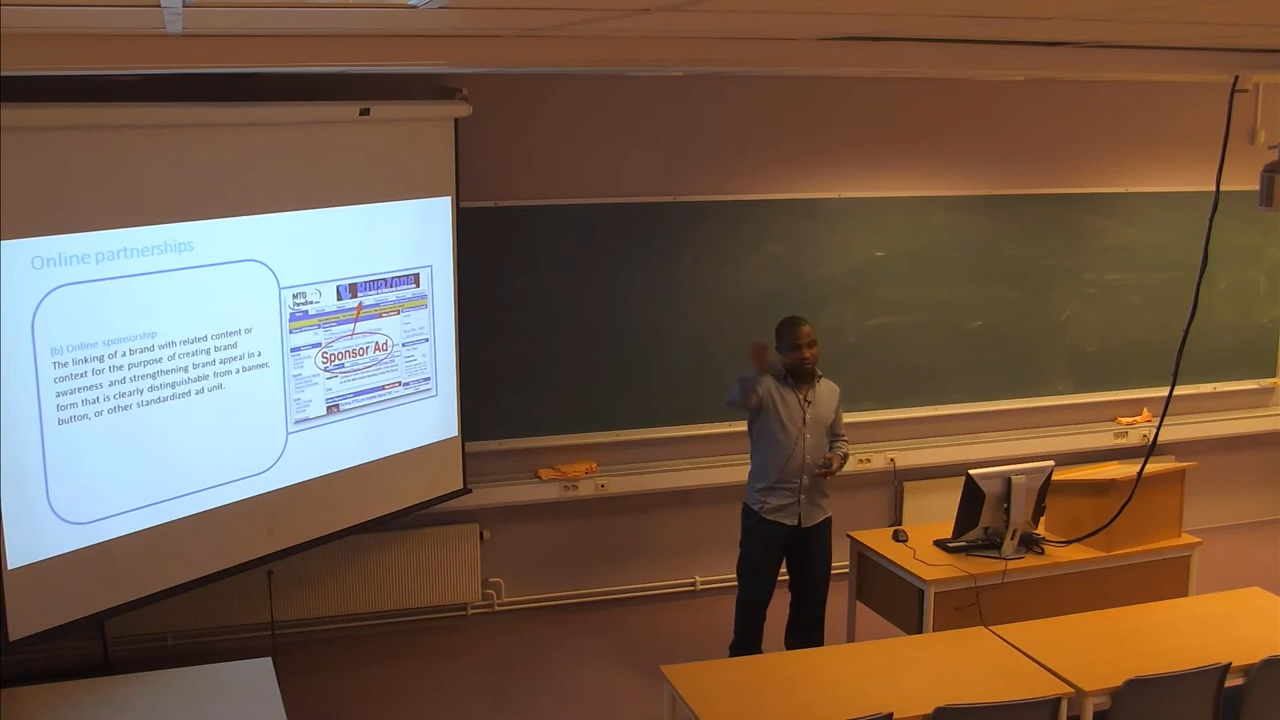 Online partnerships
(b) Online sponsorship
The linking of a brand with related content or
context for the purpose of creating brand
awareness and strengthening brand appeal in a
form that is clearly distinguishable from a banner,
button, or other standardized ad unit.
MTG
Paradise
Sponsor Ad